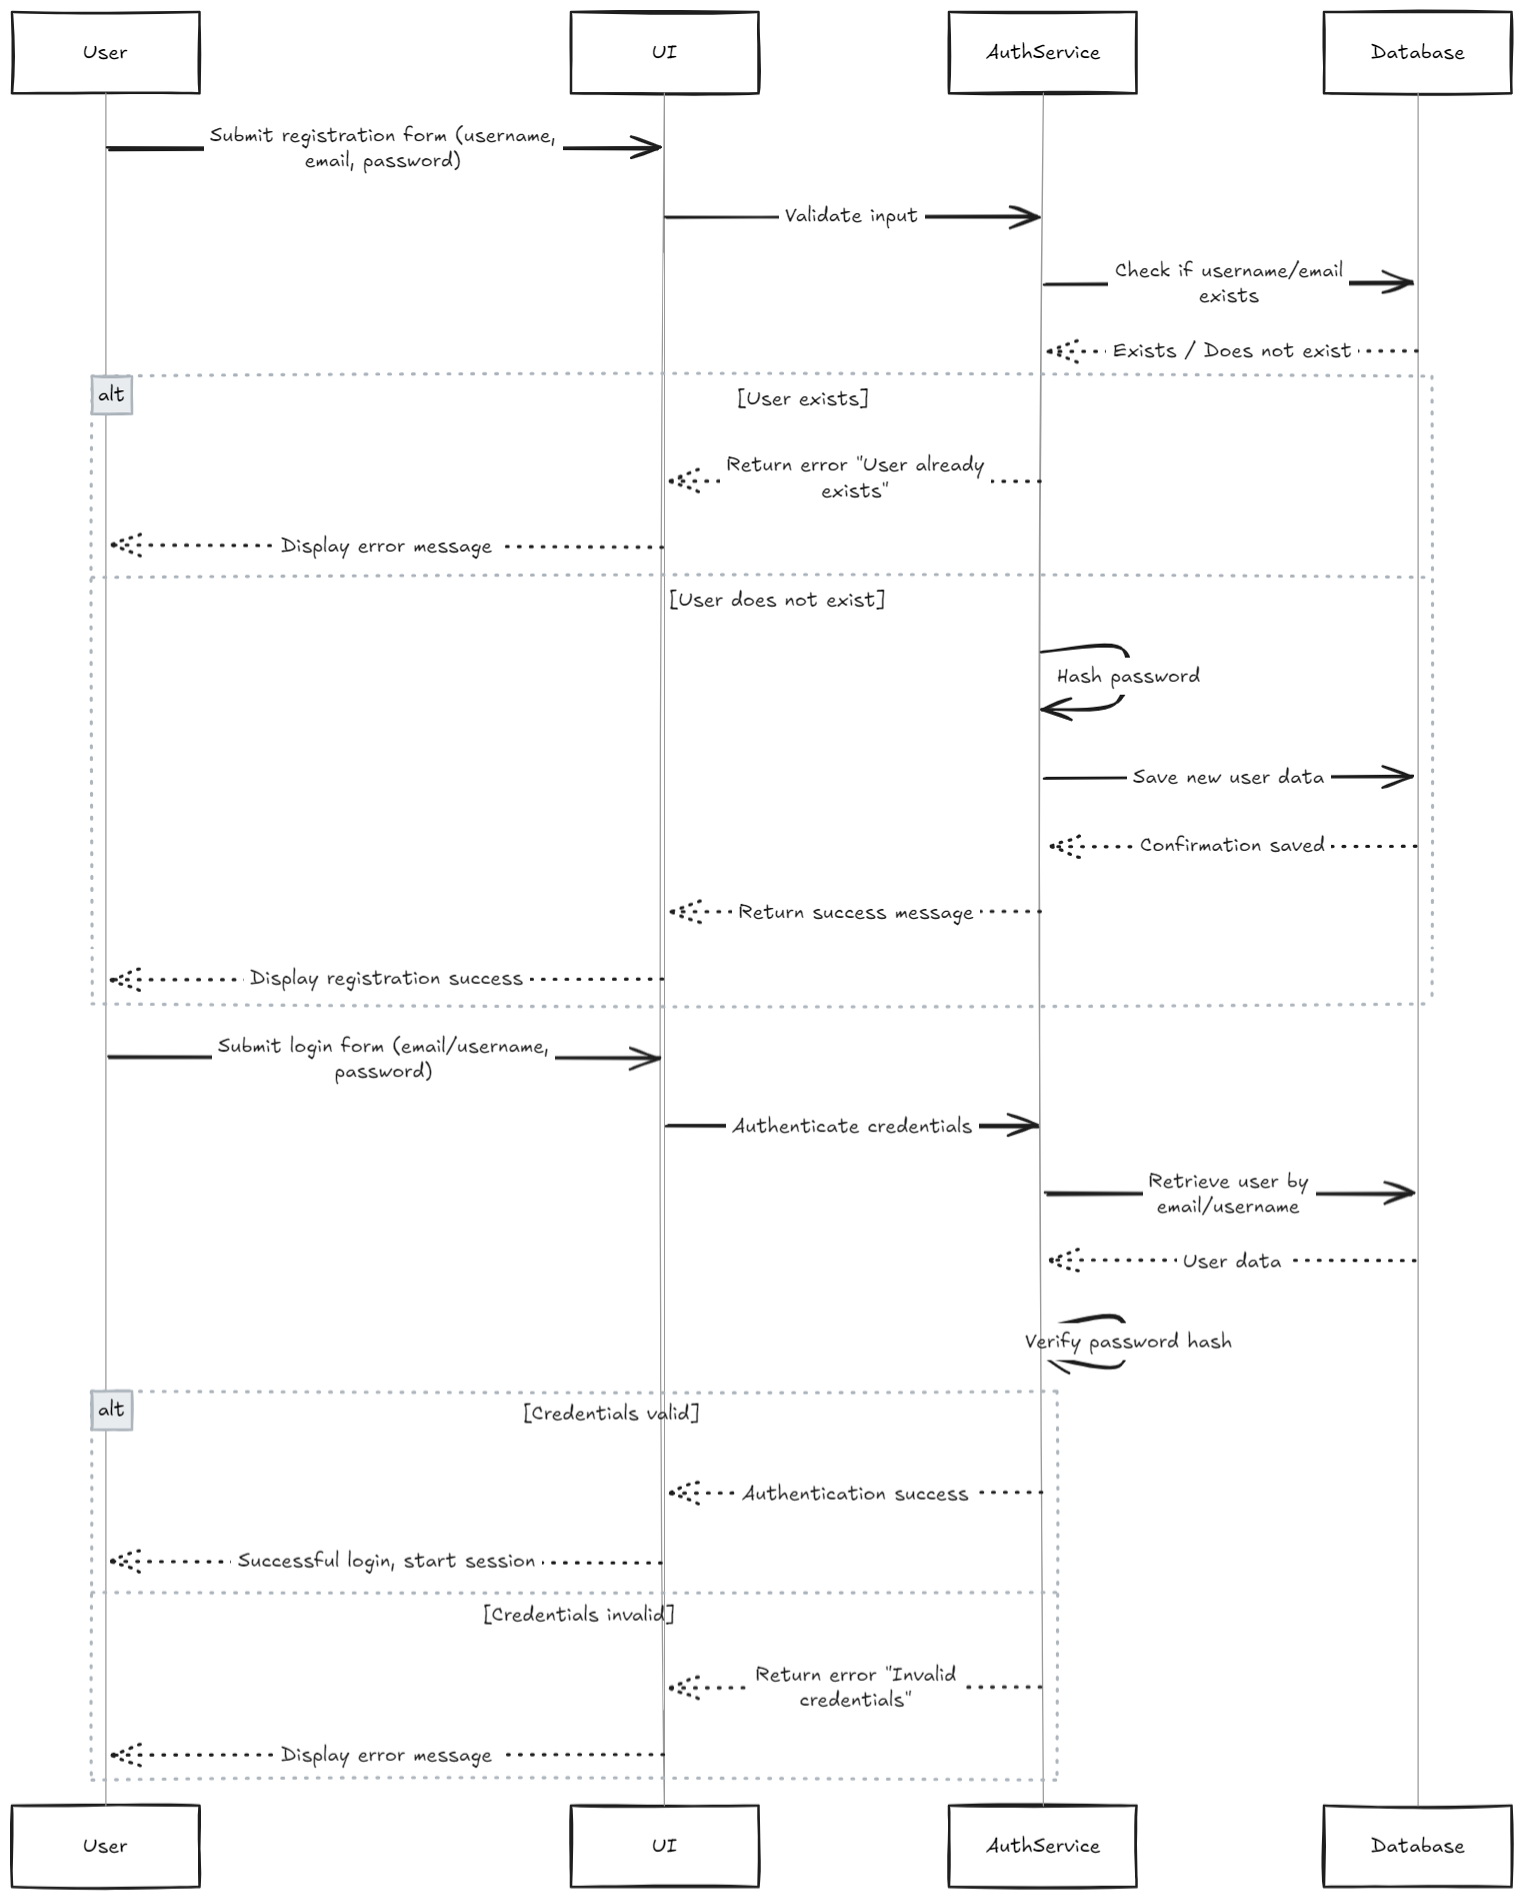 User
UI
AuthService
Database
Submit registration form (username,
email, password)
Validate input
Check if username/email
exists
Exists / Does not exist
alt
[User exists]
Return error "User already
exists"
Display error message
[User does not exist]
Hash password
Save new user data
Confirmation saved
Return success message
Display registration success
Submit login form (email/username,
password)
Authenticate credentials
Retrieve user by
email/username
User data
Verify password hash
alt
[Credentials valid]
Authentication success
Successful login, start session
[Credentials invalid]
Return error "Invalid
credentials"
Display error message
User
UI
AuthService
Database